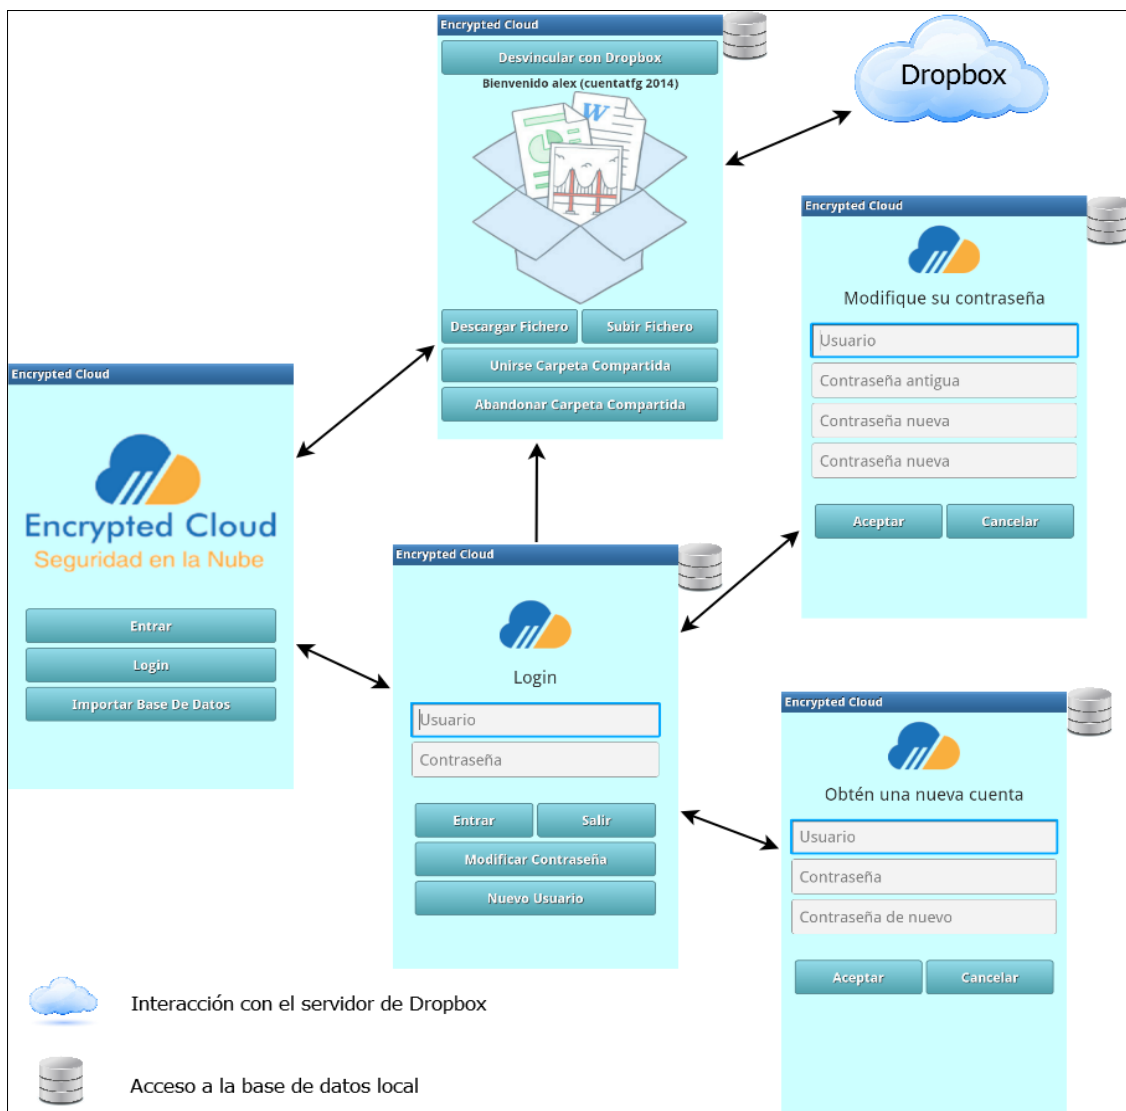 Encrypted Cloud
Desvincular con Dropbox
Bienvenido alex (cuentatfg 2014)
W
Descargar Fichero
Subir Fichero
Unirse Carpeta Compartida
Abandonar Carpeta Compartida
Dropbox
Encrypted Cloud
Modifique su contraseña
Usuario
Contraseña antigua
Contraseña nueva
Contraseña nueva
Aceptar
Cancelar
Encrypted Cloud
Encrypted Cloud
Seguridad en la Nube
Entrar
Login
Importar Base De Datos
Encrypted Cloud
Login
Usuario
Contraseña
Entrar
Salir
Modificar Contraseña
Nuevo Usuario
Encrypted Cloud
Obtén una nueva cuenta
Usuario
Contraseña
Contraseña de nuevo
Aceptar
Cancelar
Interacción con el servidor de Dropbox
Acceso a la base de datos local